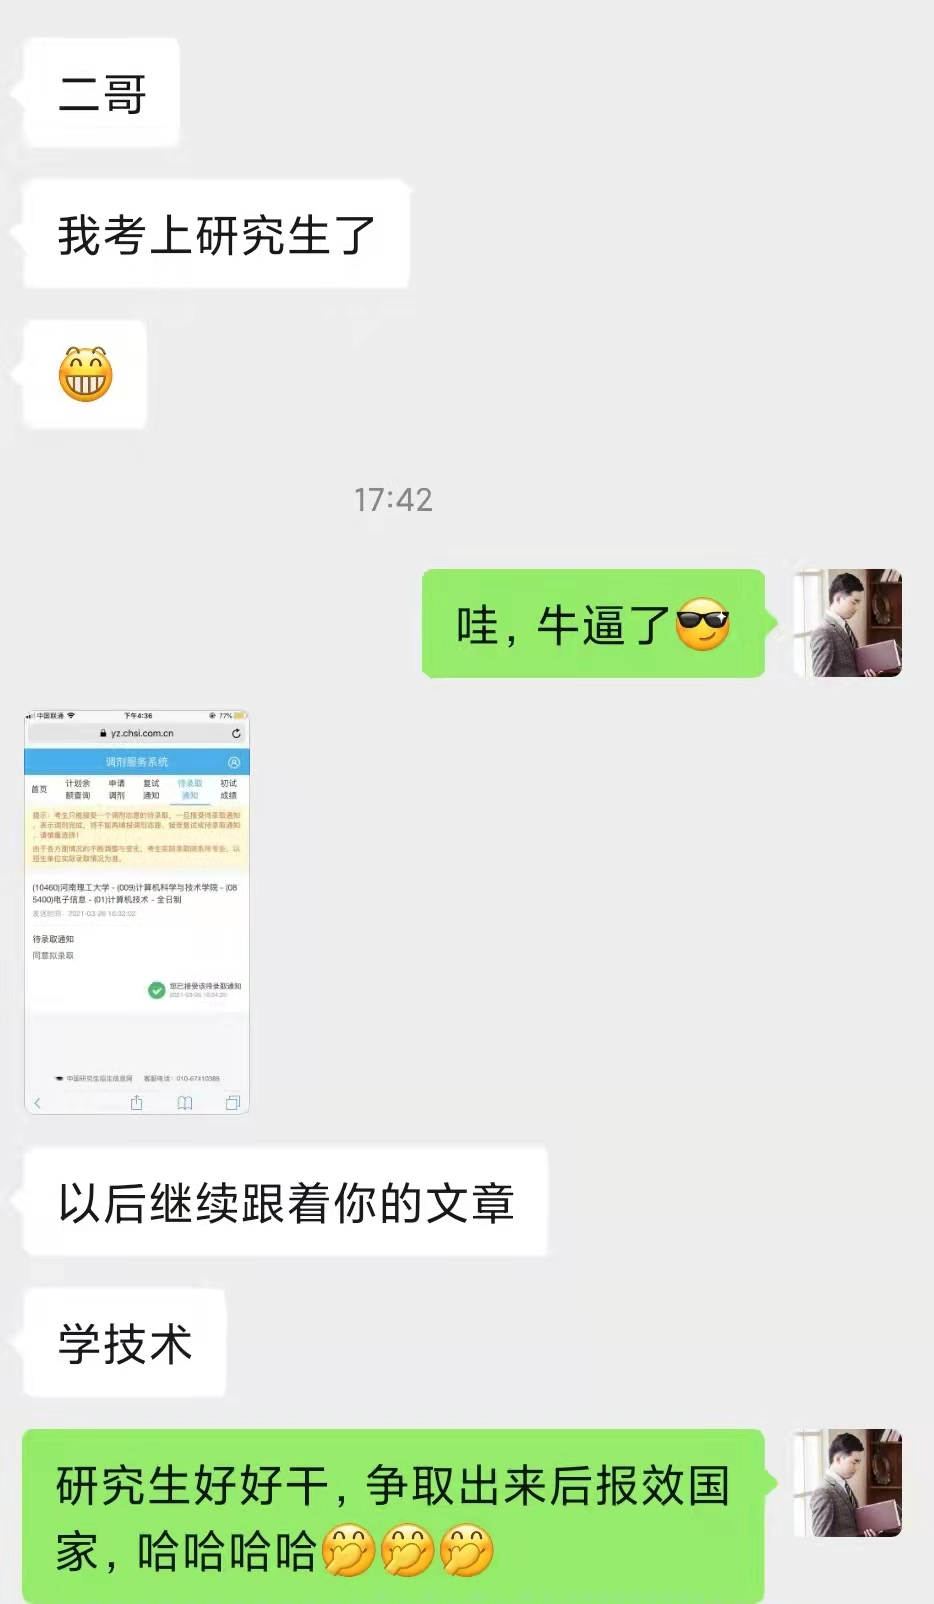 二哥
我考上研究生了
17:42
哇，牛逼了
中国联通 下午4:36 77%
yz.chsi.com.cn
调剂服务系统
首页 计划余额查询 申请调剂 复试通知 待录取通知 初试成绩
提示：考生只能接受一个调剂志愿的待录取，一旦接受待录取通知
，表示调剂完成，将不能再填报调剂志愿、接受复试或待录取通知
，请慎重选择！
由于各方面情况的不断调整与变化，考生实际录取院系所专业，以
招生单位实际录取情况为准。
(10460)河南理工大学 - (009)计算机科学与技术学院 - (08
5400)电子信息 - (01)计算机技术 - 全日制
发送时间：2021-03-28 16:32:02
待录取通知
同意拟录取
您已接受该待录取通知
中国研究生招生信息网 客服电话：010-67410388
以后继续跟着你的文章
学技术
研究生好好干，争取出来后报效国
家，哈哈哈哈